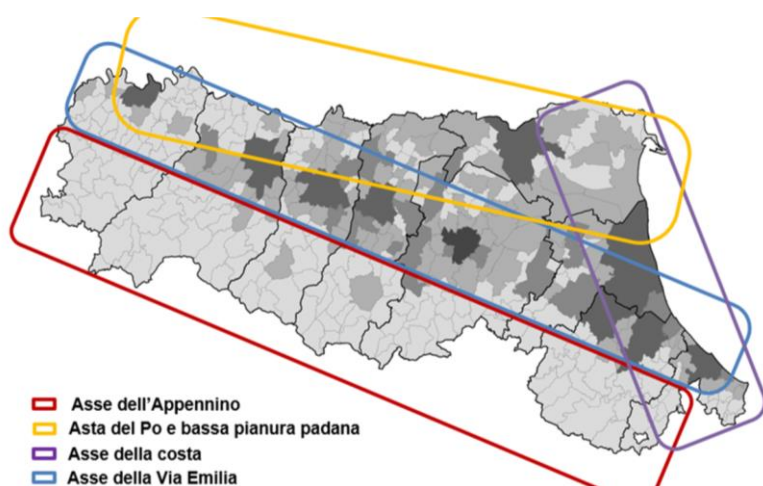 Asse dell'Appennino
Asta del Po e bassa pianura padana
Asse della costa
Asse della Via Emilia